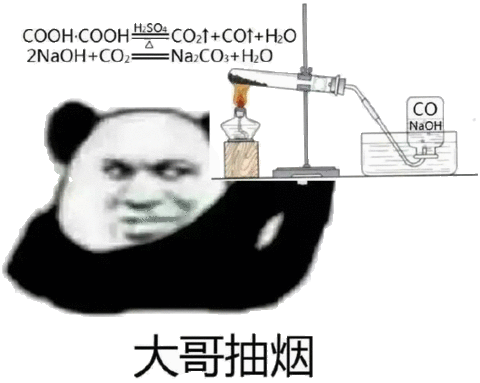 COOH·COOH H₂SO₄ △ CO₂↑+CO↑+H₂O
2NaOH+CO₂══Na₂CO₃+H₂O
CO
NaOH
大哥抽烟